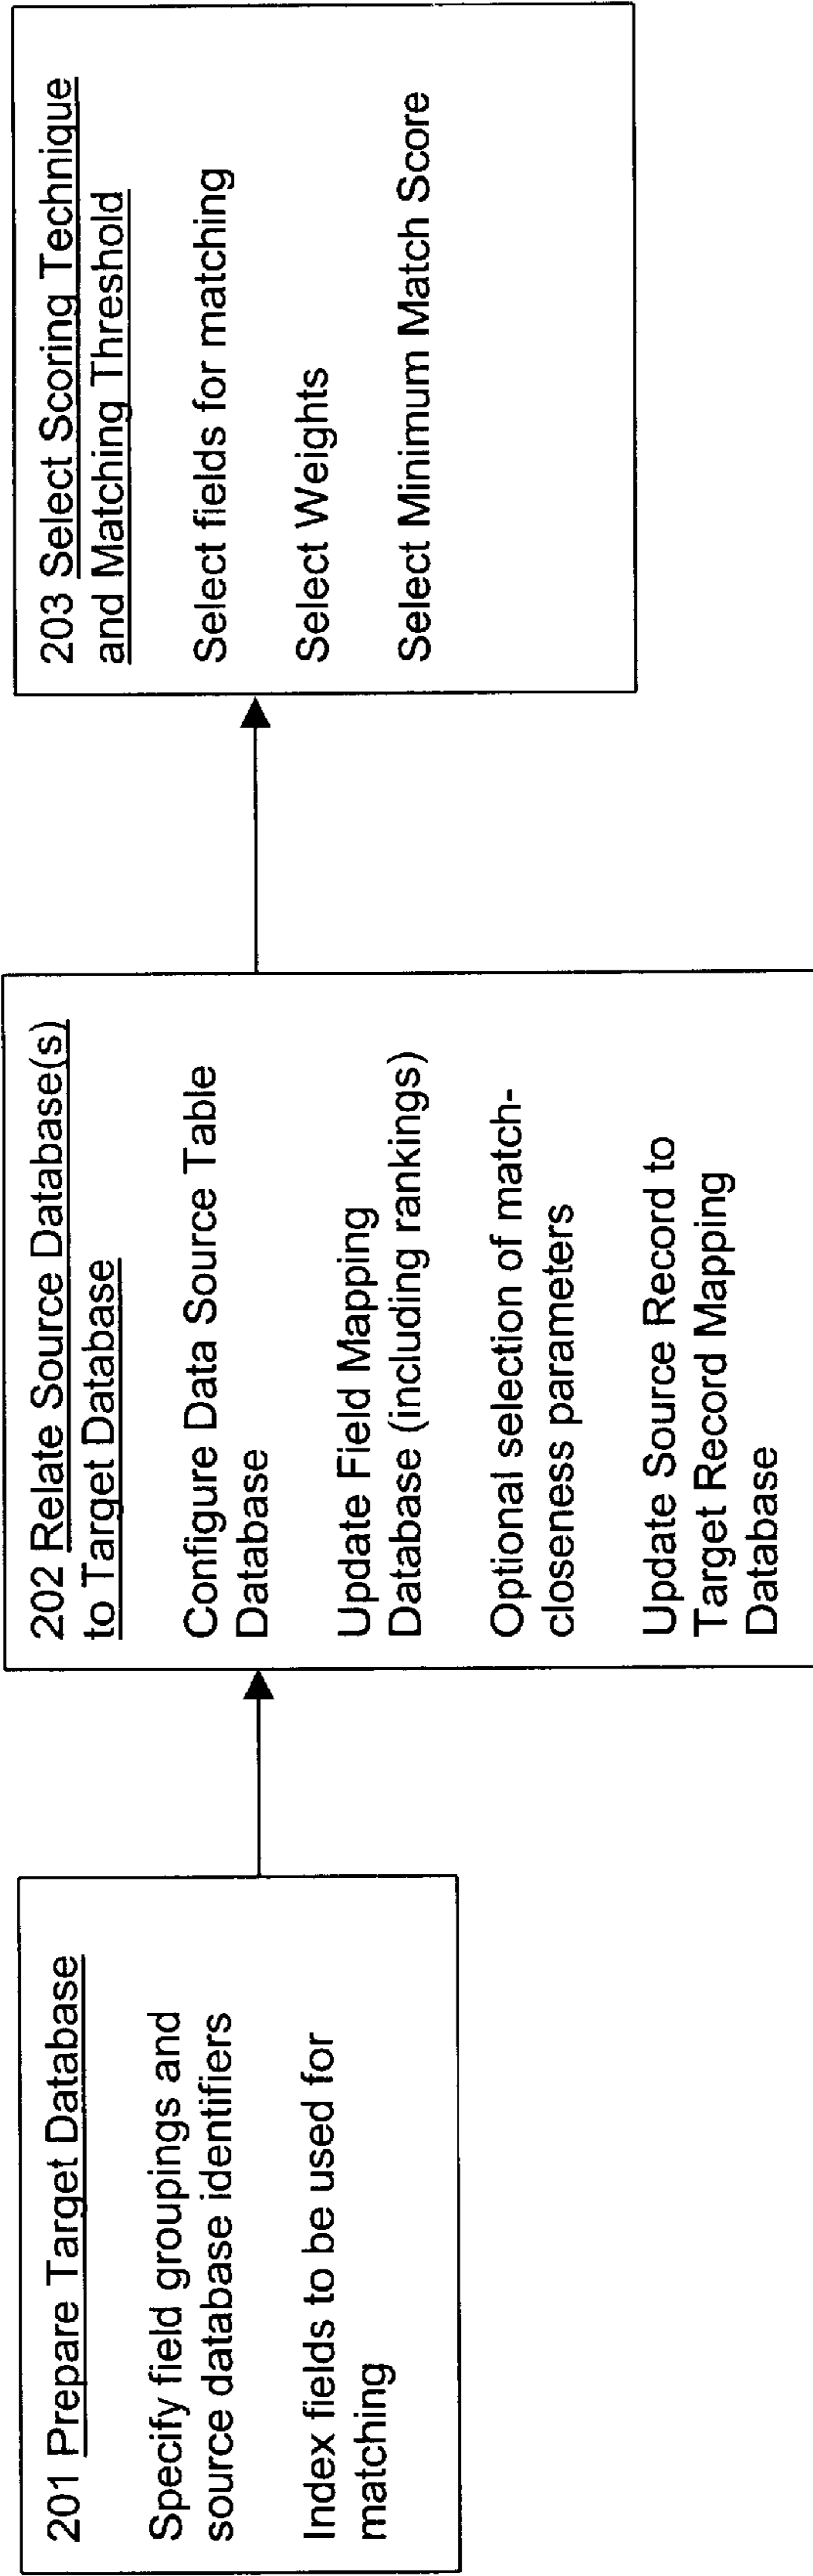 201 Prepare Target Database
Specify field groupings and
source database identifiers
Index fields to be used for
matching
202 Relate Source Database(s)
to Target Database
Configure Data Source Table
Database
Update Field Mapping
Database (including rankings)
Optional selection of match-
closeness parameters
Update Source Record to
Target Record Mapping
Database
203 Select Scoring Technique
and Matching Threshold
Select fields for matching
Select Weights
Select Minimum Match Score